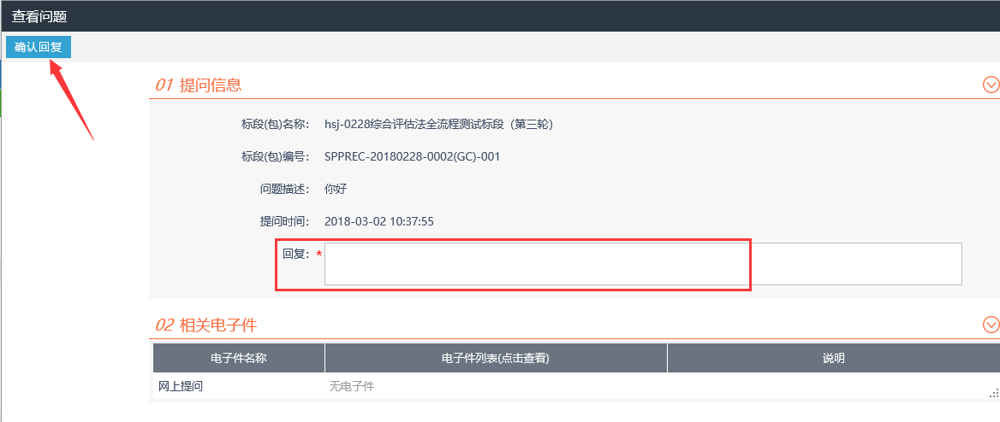 查看问题
确认回复
01 提问信息
标段(包)名称： hsj-0228综合评估法全流程测试标段（第三轮）
标段(包)编号： SPPREC-20180228-0002(GC)-001
问题描述： 你好
提问时间： 2018-03-02 10:37:55
回复： *
02 相关电子件
电子件名称 电子件列表(点击查看) 说明
网上提问 无电子件